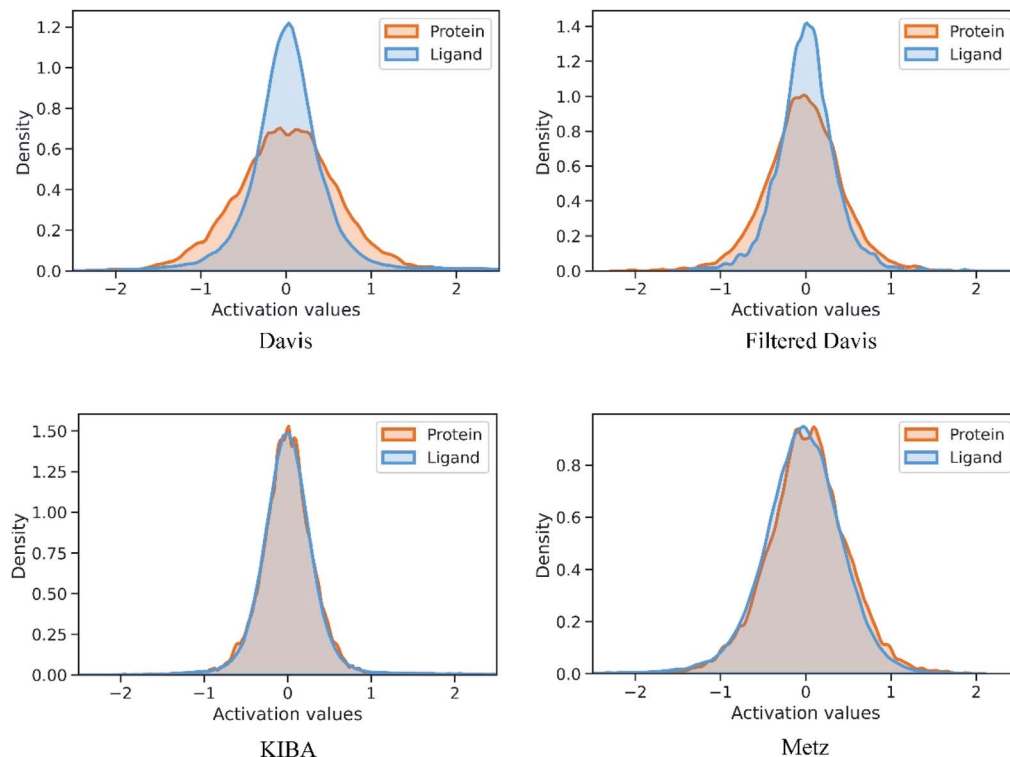 Protein
Ligand
1.2
1.0
0.8
0.6
0.4
0.2
0.0
Density
−2 −1 0 1 2
Activation values
Davis
Protein
Ligand
1.4
1.2
1.0
0.8
0.6
0.4
0.2
0.0
Density
−2 −1 0 1 2
Activation values
Filtered Davis
Protein
Ligand
1.50
1.25
1.00
0.75
0.50
0.25
0.00
Density
−2 −1 0 1 2
Activation values
KIBA
Protein
Ligand
0.8
0.6
0.4
0.2
0.0
Density
−2 −1 0 1 2
Activation values
Metz